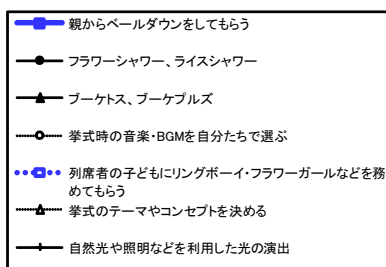 親からベールダウンをしてもらう
フラワーシャワー、ライスシャワー
ブーケトス、ブーケプルズ
挙式時の音楽・BGMを自分たちで選ぶ
列席者の子どもにリングボーイ・フラワーガールなどを務
めてもらう
挙式のテーマやコンセプトを決める
自然光や照明などを利用した光の演出